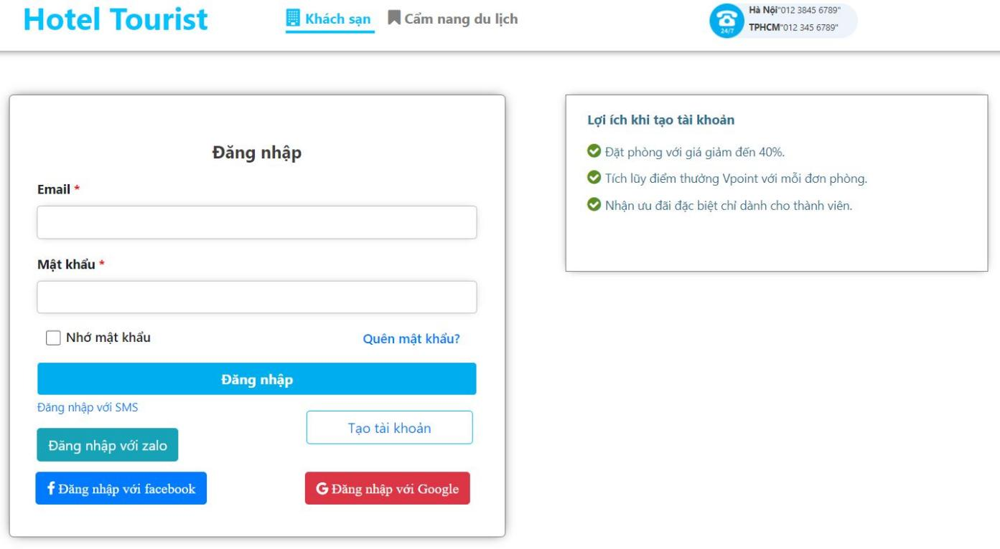 Hotel Tourist
Khách sạn
Cẩm nang du lịch
24/7
Hà Nội"012 3845 6789"
TPHCM"012 345 6789"
Đăng nhập
Email *
Mật khẩu *
Nhớ mật khẩu
Quên mật khẩu?
Đăng nhập
Đăng nhập với SMS
Tạo tài khoản
Đăng nhập với zalo
Đăng nhập với facebook
Đăng nhập với Google
Lợi ích khi tạo tài khoản
Đặt phòng với giá giảm đến 40%.
Tích lũy điểm thưởng Vpoint với mỗi đơn phòng.
Nhận ưu đãi đặc biệt chỉ dành cho thành viên.